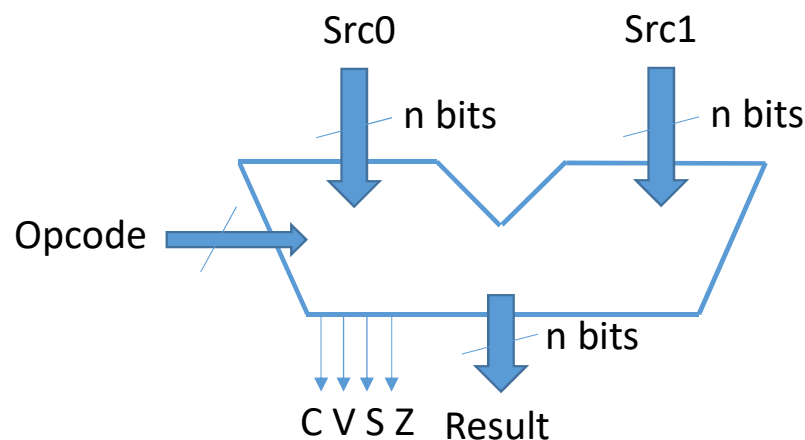 Src0
Src1
n bits
n bits
Opcode
n bits
C V S Z
Result